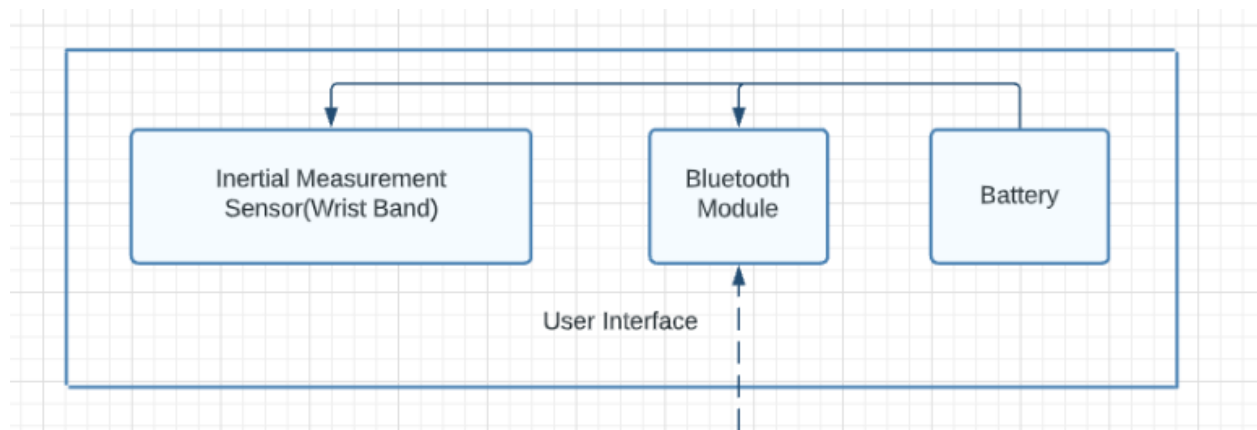 Inertial Measurement
Sensor(Wrist Band)
Bluetooth
Module
Battery
User Interface